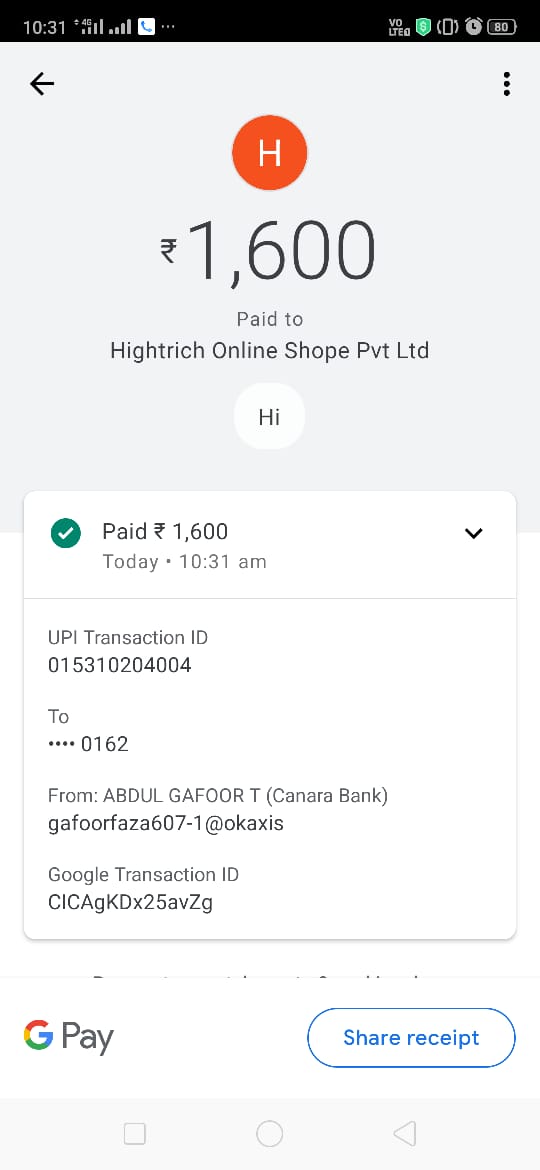 10:31 4G VO LTE 80
H
₹1,600
Paid to
Hightrich Online Shope Pvt Ltd
Hi
Paid ₹ 1,600
Today • 10:31 am
UPI Transaction ID
015310204004
To
•••• 0162
From: ABDUL GAFOOR T (Canara Bank)
gafoorfaza607-1@okaxis
Google Transaction ID
CICAgKDx25avZg
G Pay
Share receipt